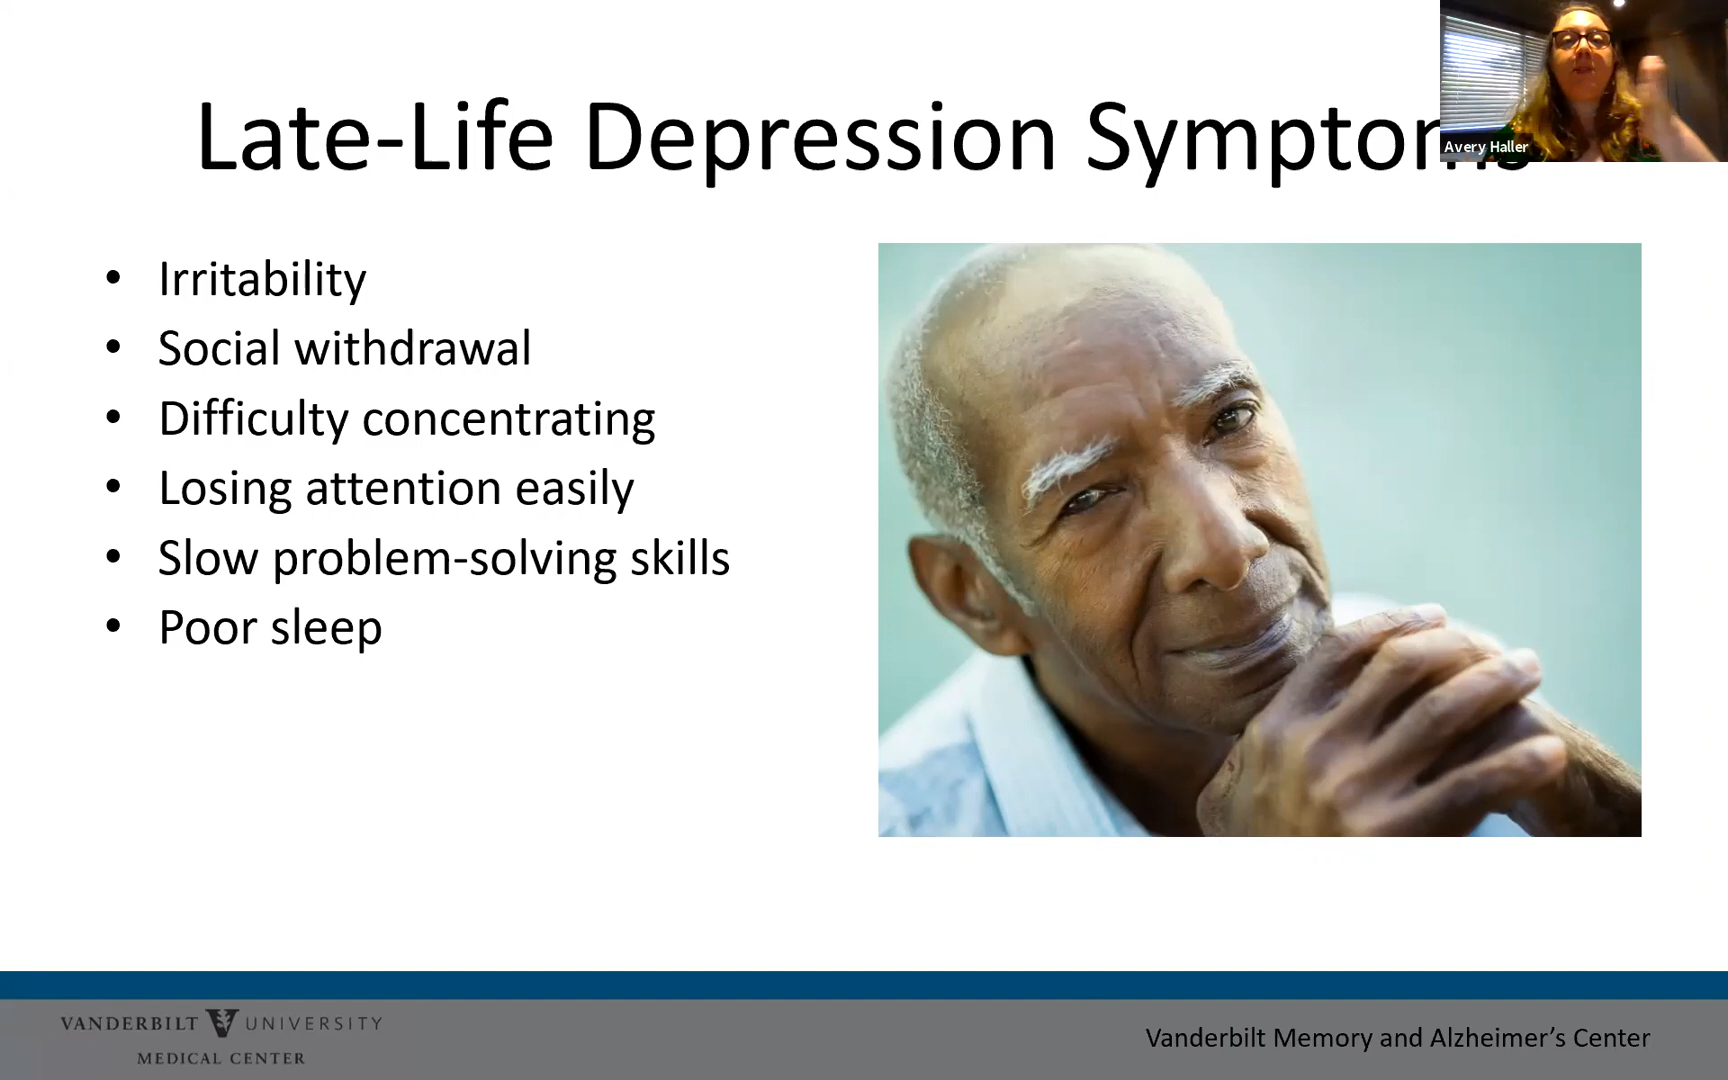 Late-Life Depression Symptoms
Avery Haller
• Irritability
• Social withdrawal
• Difficulty concentrating
• Losing attention easily
• Slow problem-solving skills
• Poor sleep
VANDERBILT UNIVERSITY
MEDICAL CENTER
Vanderbilt Memory and Alzheimer’s Center